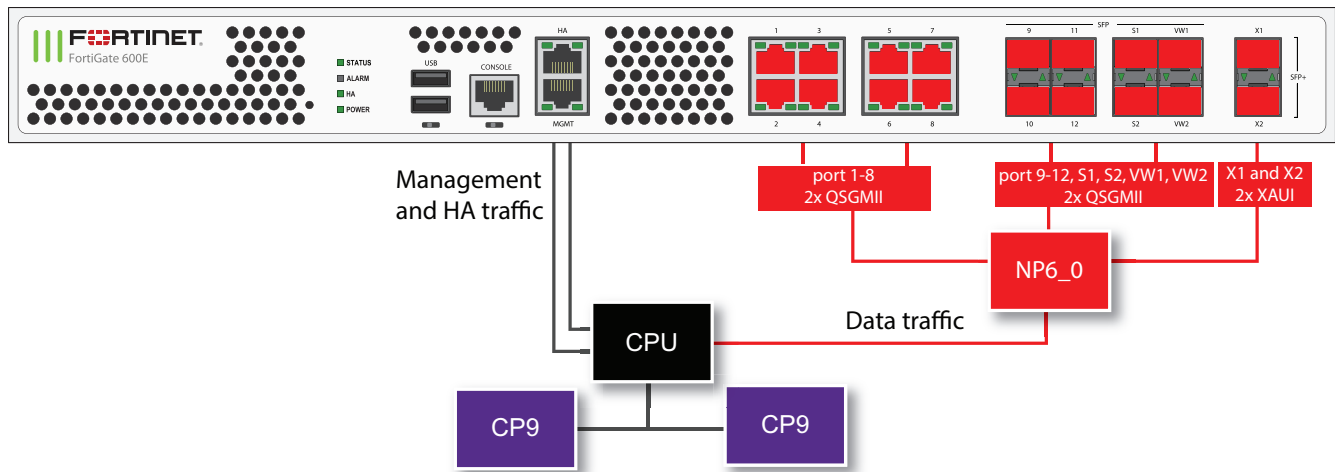 FORTINET.
FortiGate 600E
STATUS
ALARM
HA
POWER
USB
CONSOLE
HA
MGMT
1 3
2 4
5 7
6 8
SFP
9 11 S1 VW1
10 12 S2 VW2
X1
X2
SFP+
Management
and HA traffic
port 1-8
2x QSGMII
port 9-12, S1, S2, VW1, VW2
2x QSGMII
X1 and X2
2x XAUI
NP6_0
Data traffic
CPU
CP9
CP9